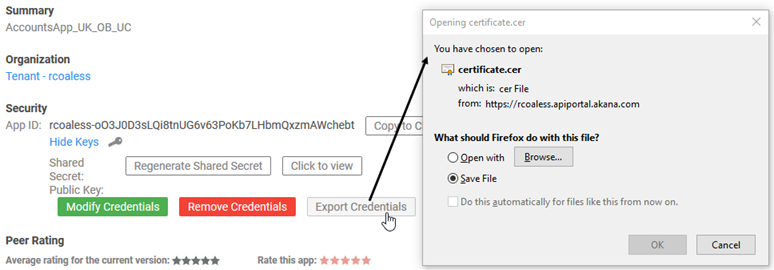 Summary
AccountsApp_UK_OB_UC
Organization
Tenant - rcoaless
Security
App ID: rcoaless-oO3J0D3sLQi8tnUG6v63PoKb7LHbmQxzmAWchebt Copy to C
Hide Keys
Shared Secret: Regenerate Shared Secret Click to view
Public Key:
Modify Credentials Remove Credentials Export Credentials
Peer Rating
Average rating for the current version: ★★★★★ Rate this app: ★★★★★
Opening certificate.cer
You have chosen to open:
certificate.cer
which is: cer File
from: https://rcoaless.apiportal.akana.com
What should Firefox do with this file?
Open with Browse...
Save File
Do this automatically for files like this from now on.
OK Cancel